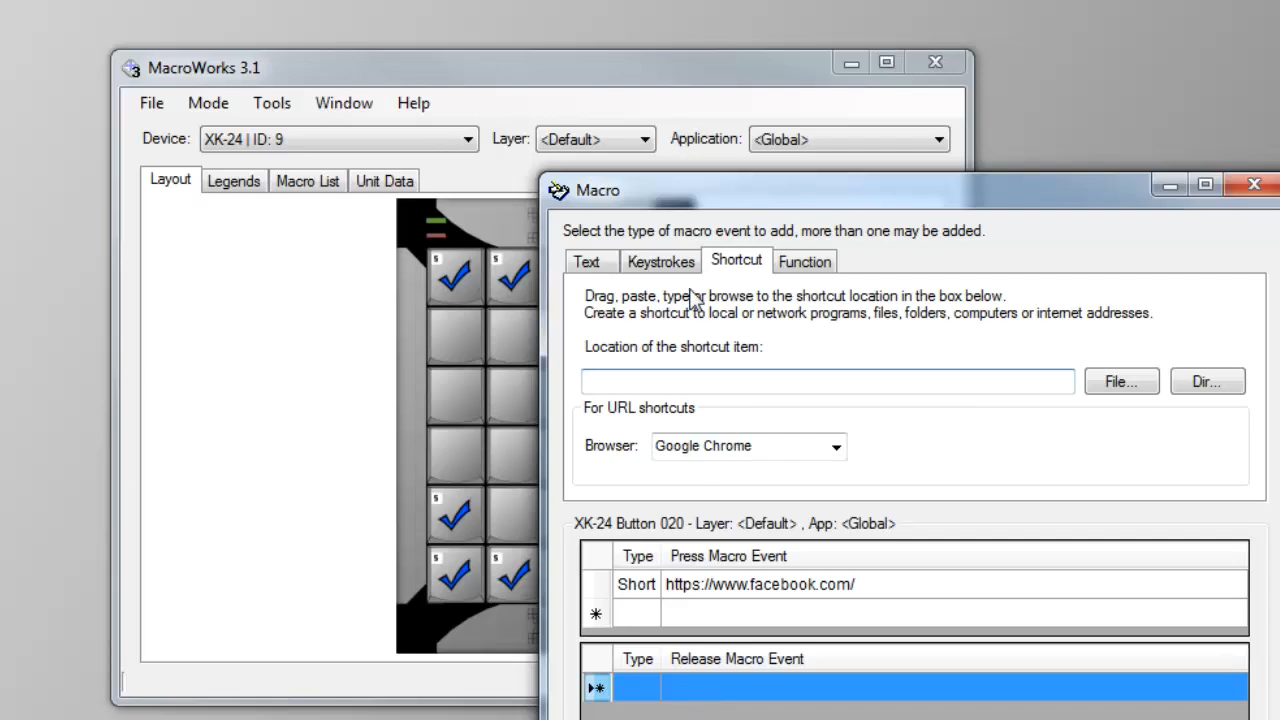 MacroWorks 3.1
File Mode Tools Window Help
Device: XK-24 | ID: 9 Layer: <Default> Application: <Global>
Layout Legends Macro List Unit Data
Macro
Select the type of macro event to add, more than one may be added.
Text Keystrokes Shortcut Function
Drag, paste, type or browse to the shortcut location in the box below.
Create a shortcut to local or network programs, files, folders, computers or internet addresses.
Location of the shortcut item:
File... Dir...
For URL shortcuts
Browser: Google Chrome
XK-24 Button 020 - Layer: <Default> , App: <Global>
Type Press Macro Event
Short https://www.facebook.com/
Type Release Macro Event